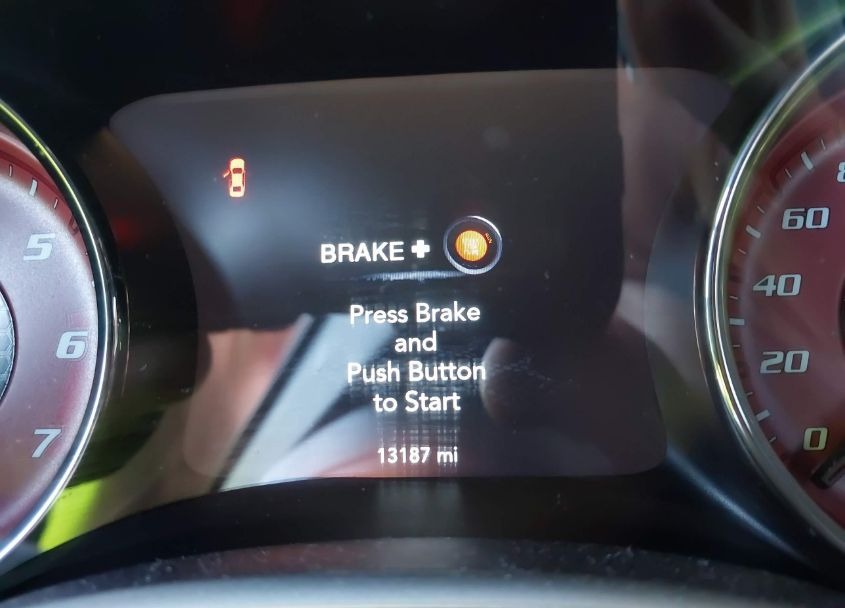 BRAKE +
Press Brake
and
Push Button
to Start
13187 mi
5
6
7
60
40
20
0